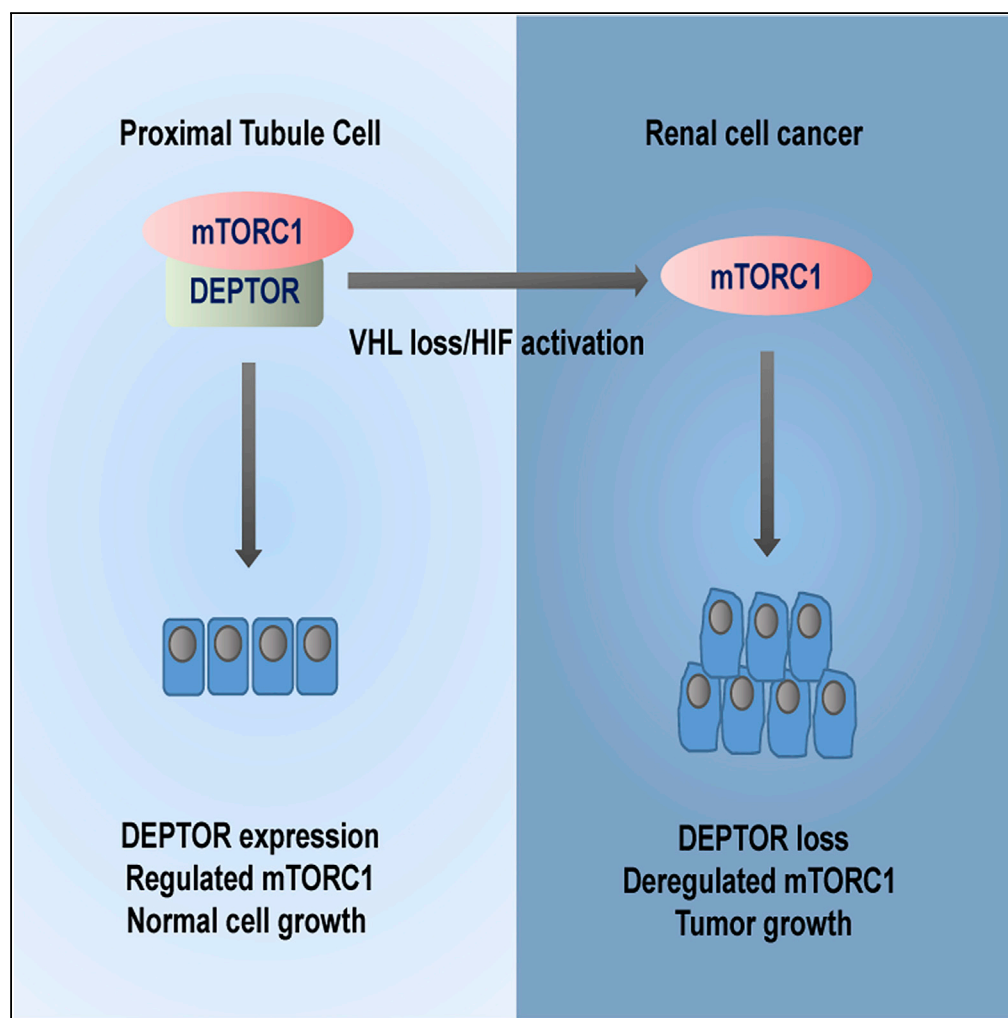 Proximal Tubule Cell
mTORC1
DEPTOR
DEPTOR expression
Regulated mTORC1
Normal cell growth
VHL loss/HIF activation
Renal cell cancer
mTORC1
DEPTOR loss
Deregulated mTORC1
Tumor growth